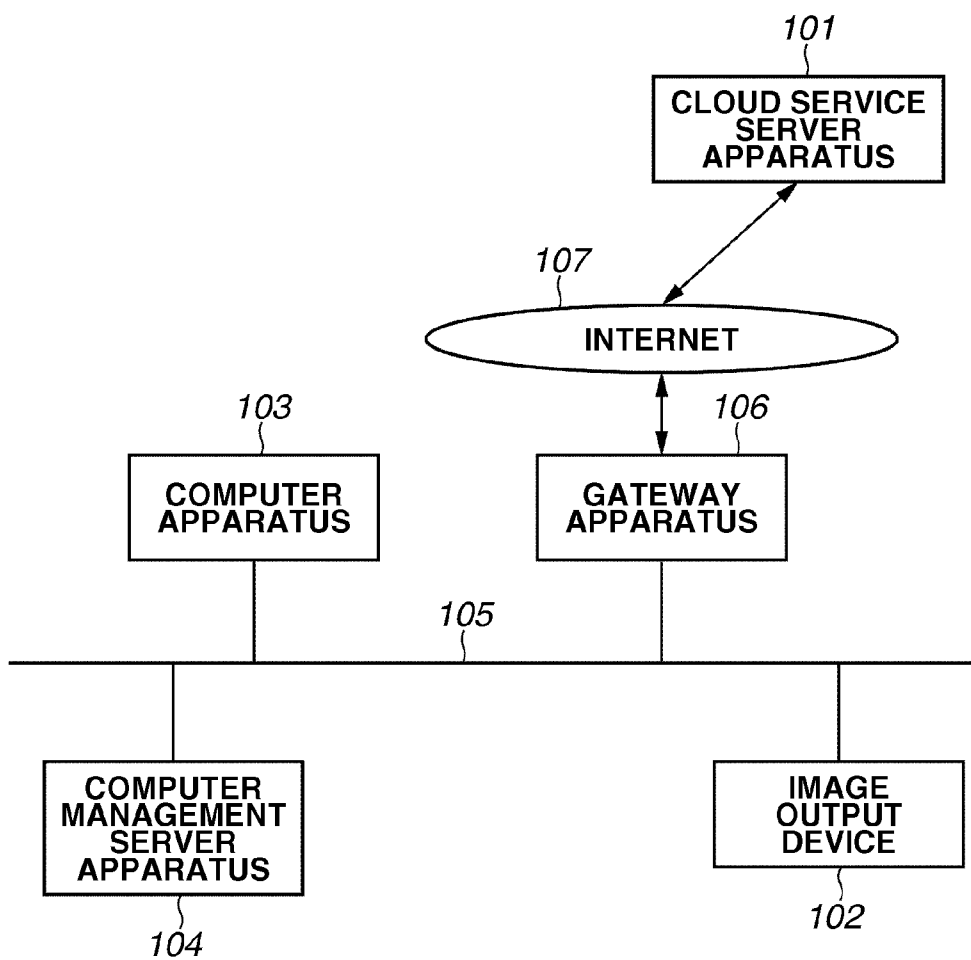 101
CLOUD SERVICE
SERVER
APPARATUS
107
INTERNET
103
COMPUTER
APPARATUS
106
GATEWAY
APPARATUS
105
COMPUTER
MANAGEMENT
SERVER
APPARATUS
104
IMAGE
OUTPUT
DEVICE
102